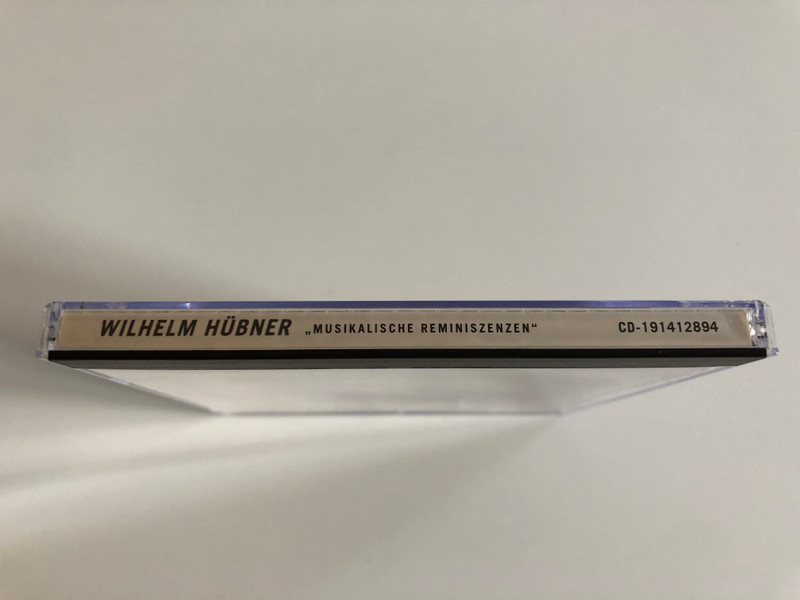 WILHELM HÜBNER „MUSIKALISCHE REMINISZENZEN“ CD-191412894